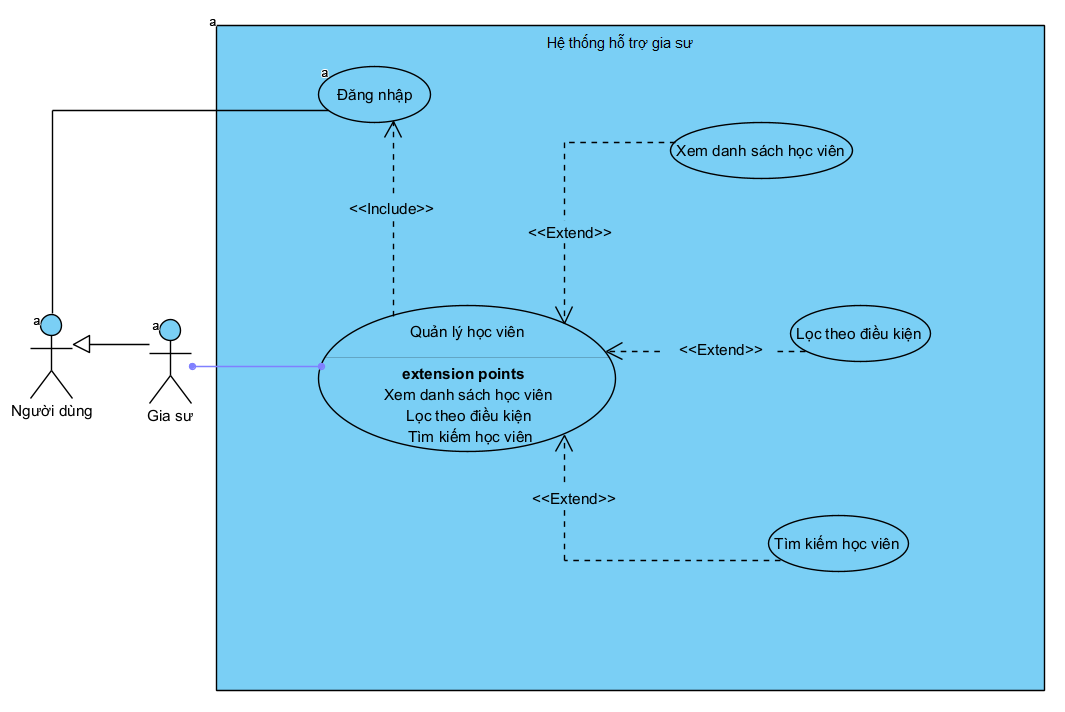 a
Hệ thống hỗ trợ gia sư
a
Đăng nhập
Xem danh sách học viên
<<Include>>
<<Extend>>
a
a
Người dùng
Gia sư
Quản lý học viên
extension points
Xem danh sách học viên
Lọc theo điều kiện
Tìm kiếm học viên
Lọc theo điều kiện
<<Extend>>
<<Extend>>
Tìm kiếm học viên